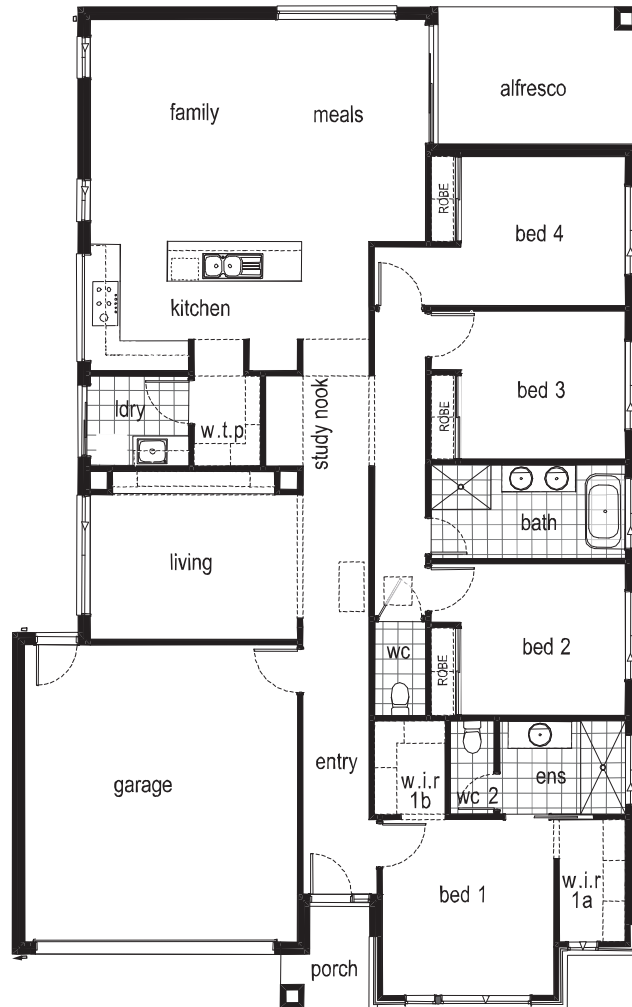 alfresco
family
meals
ROBE
bed 4
kitchen
bed 3
ldry
ROBE
w.t.p
study nook
bath
living
wc
ROBE
bed 2
entry
garage
w.i.r
1b
wc 2
ens
bed 1
w.i.r
1a
porch